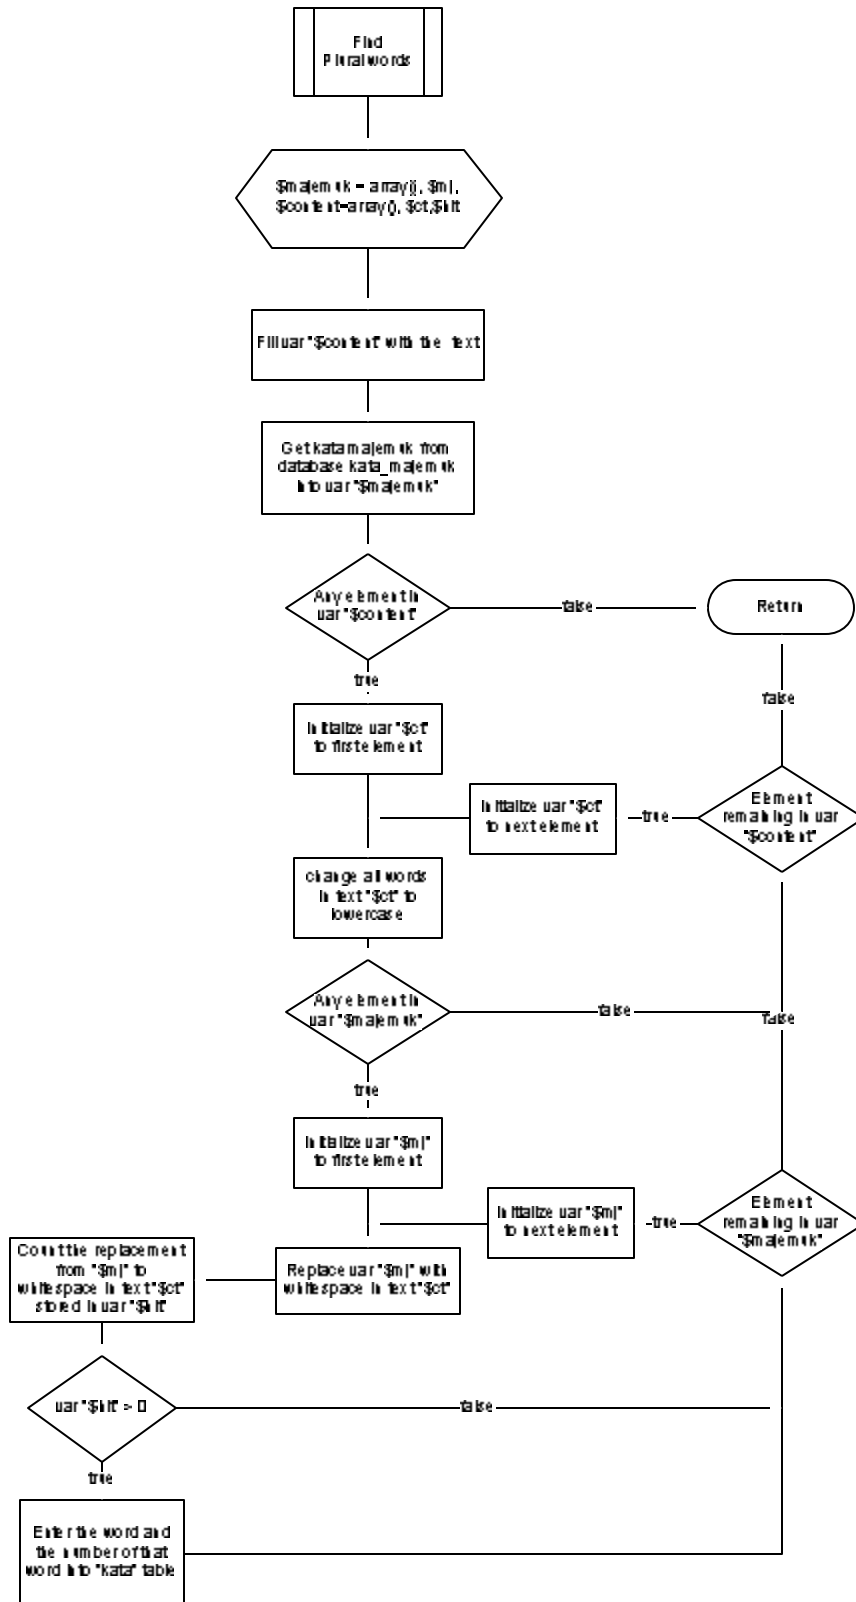 Find
Plural words
$majemuk = array(), $mj,
$content=array(), $ct,$hit
Fill var "$content" with the text
Get kata majemuk from
database kata_majemuk
into var "$majemuk"
Any element in
var "$content"
false
Return
true
false
Initialize var "$ct"
to first element
Initialize var "$ct"
to next element
true
Element
remaining in var
"$content"
change all words
in text "$ct" to
lowercase
Any element in
var "$majemuk"
false
false
true
Initialize var "$mj"
to first element
Initialize var "$mj"
to next element
true
Element
remaining in var
"$majemuk"
Count the replacement
from "$mj" to
whitespace in text "$ct"
stored in var "$hit"
Replace var "$mj" with
whitespace in text "$ct"
var "$hit" > 0
false
true
Enter the word and
the number of that
word into "kata" table